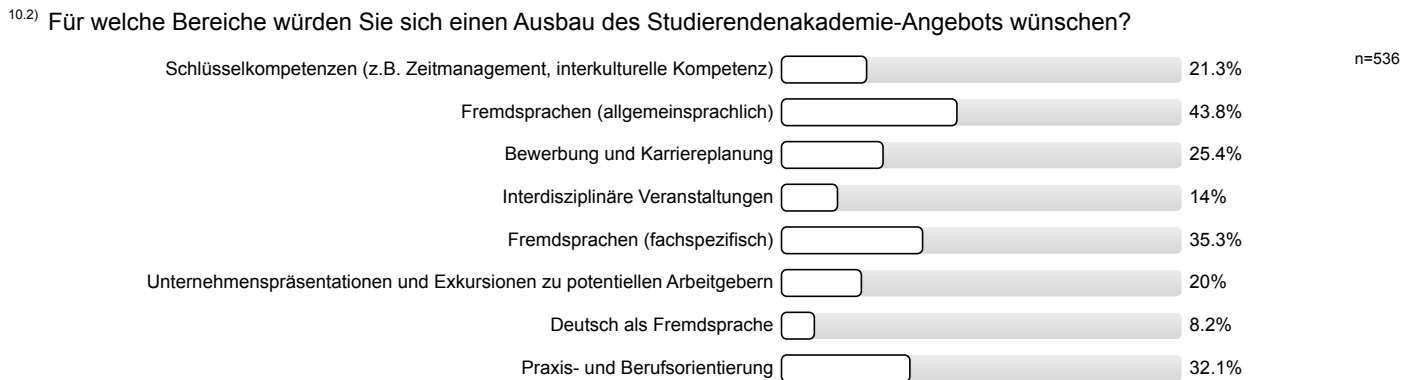 10.2) Für welche Bereiche würden Sie sich einen Ausbau des Studierendenakademie-Angebots wünschen?
n=536
Schlüsselkompetenzen (z.B. Zeitmanagement, interkulturelle Kompetenz) 21.3%
Fremdsprachen (allgemeinsprachlich) 43.8%
Bewerbung und Karriereplanung 25.4%
Interdisziplinäre Veranstaltungen 14%
Fremdsprachen (fachspezifisch) 35.3%
Unternehmenspräsentationen und Exkursionen zu potentiellen Arbeitgebern 20%
Deutsch als Fremdsprache 8.2%
Praxis- und Berufsorientierung 32.1%